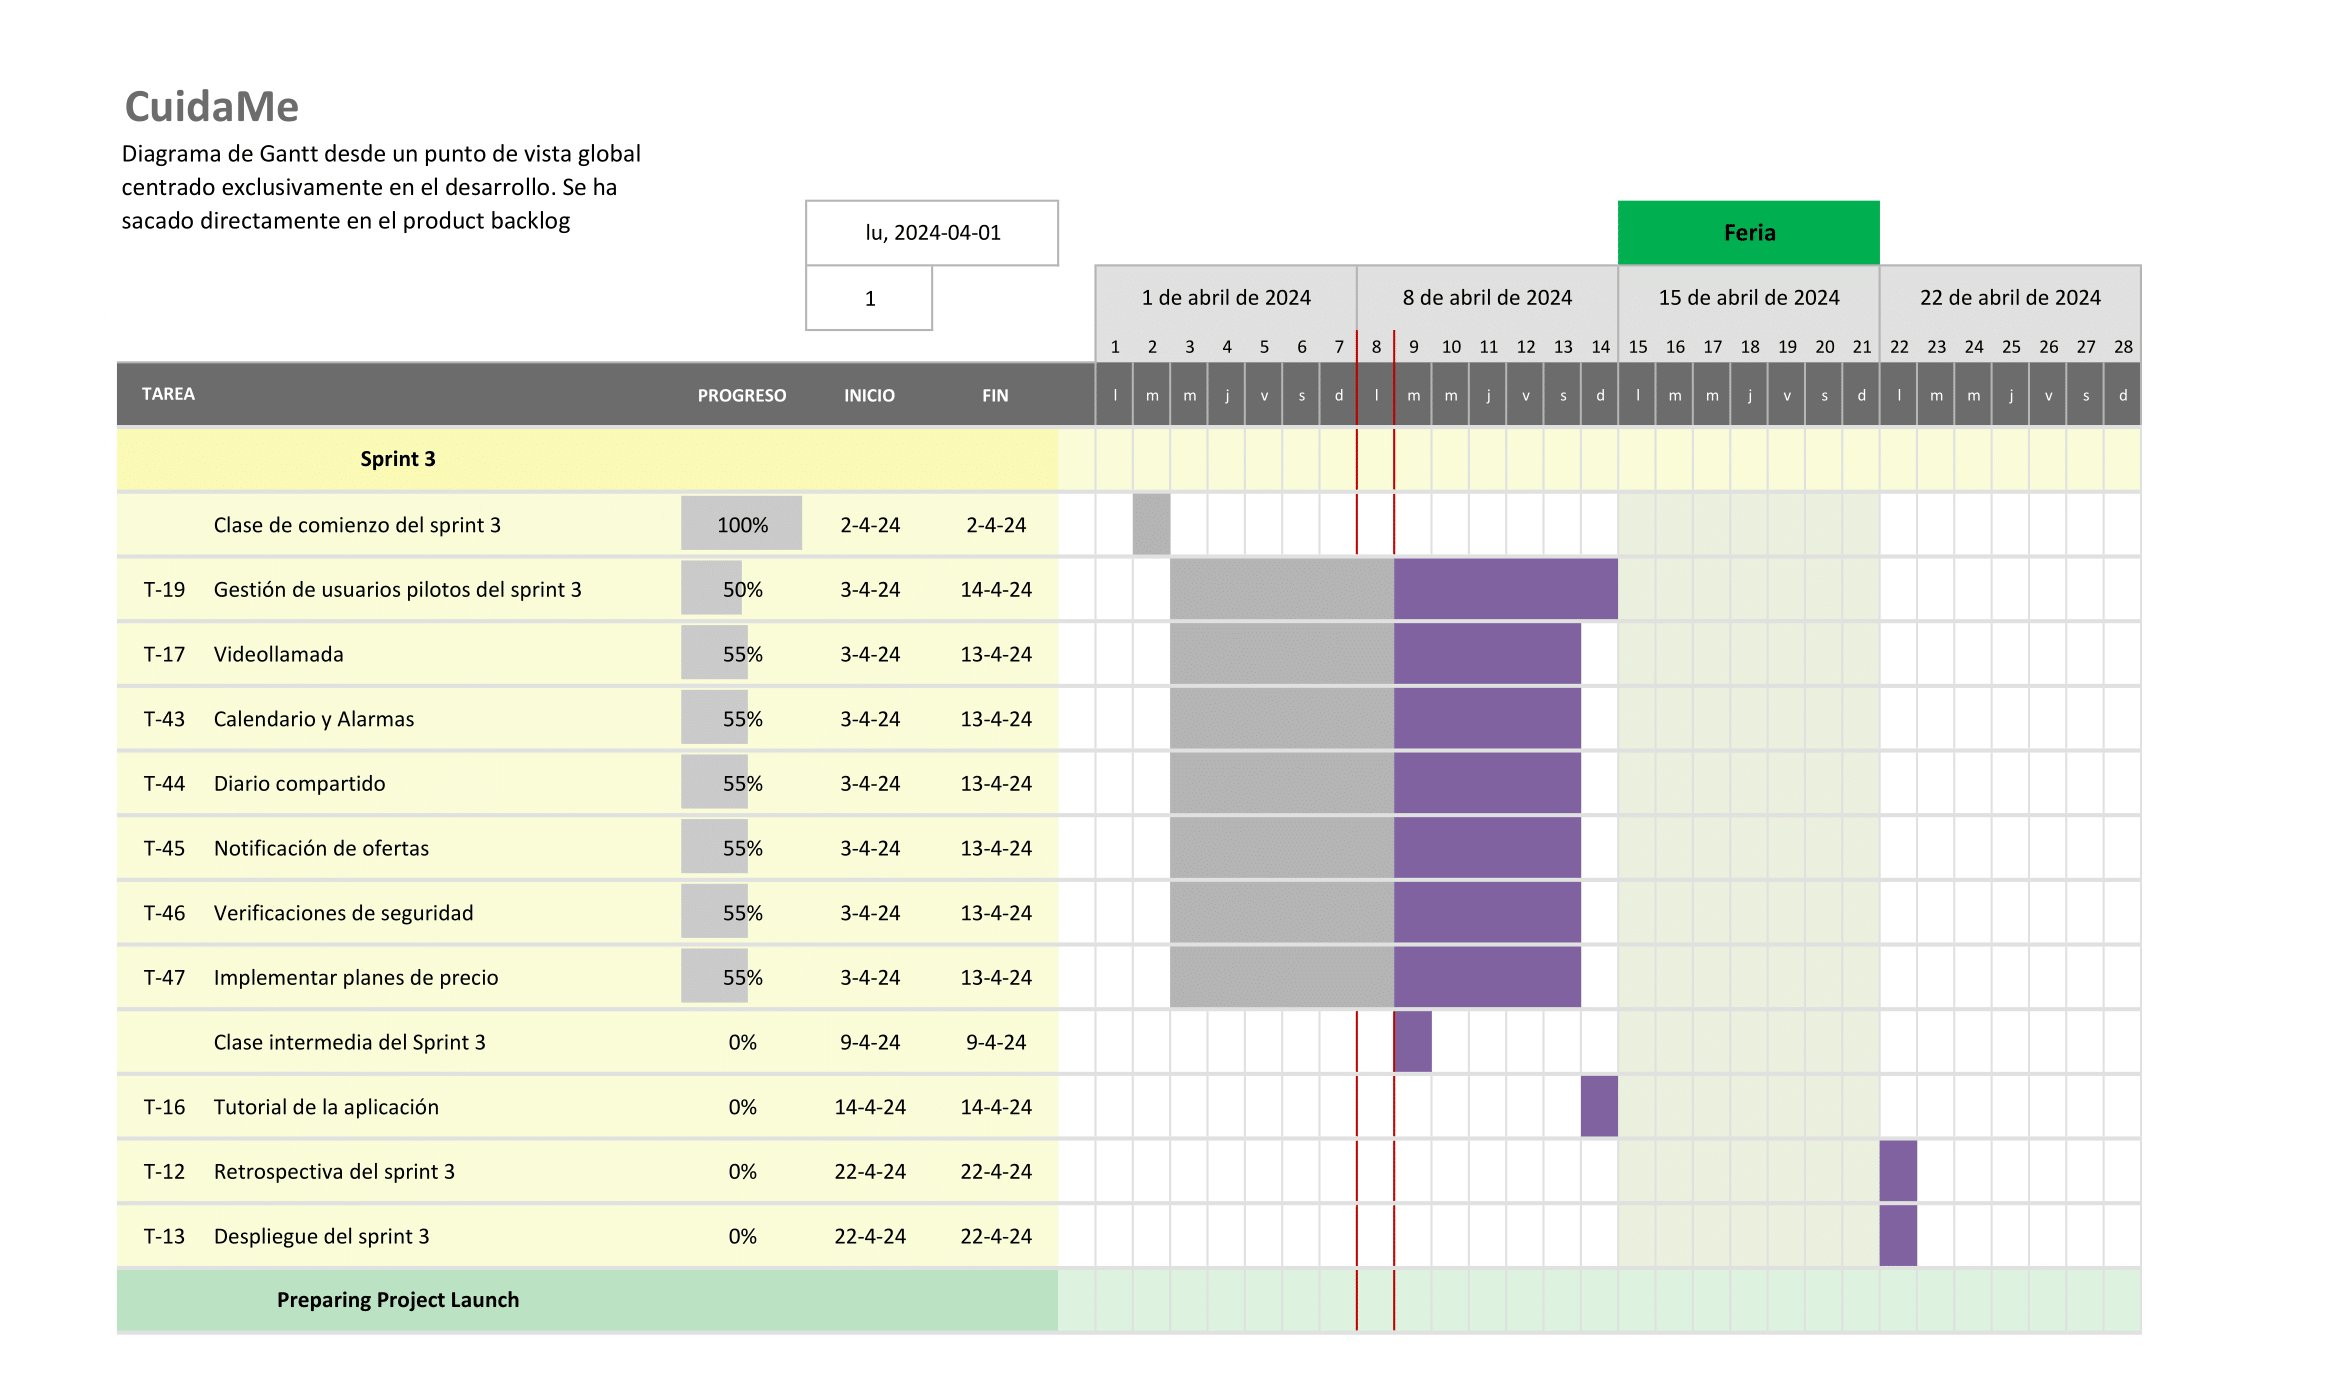 CuidaMe
Diagrama de Gantt desde un punto de vista global
centrado exclusivamente en el desarrollo. Se ha
sacado directamente en el product backlog
lu, 2024-04-01
Feria
1
1 de abril de 2024 8 de abril de 2024 15 de abril de 2024 22 de abril de 2024
1 2 3 4 5 6 7 8 9 10 11 12 13 14 15 16 17 18 19 20 21 22 23 24 25 26 27 28
TAREA PROGRESO INICIO FIN l m m j v s d l m m j v s d l m m j v s d l m m j v s d
Sprint 3
Clase de comienzo del sprint 3 100% 2-4-24 2-4-24
T-19 Gestión de usuarios pilotos del sprint 3 50% 3-4-24 14-4-24
T-17 Videollamada 55% 3-4-24 13-4-24
T-43 Calendario y Alarmas 55% 3-4-24 13-4-24
T-44 Diario compartido 55% 3-4-24 13-4-24
T-45 Notificación de ofertas 55% 3-4-24 13-4-24
T-46 Verificaciones de seguridad 55% 3-4-24 13-4-24
T-47 Implementar planes de precio 55% 3-4-24 13-4-24
Clase intermedia del Sprint 3 0% 9-4-24 9-4-24
T-16 Tutorial de la aplicación 0% 14-4-24 14-4-24
T-12 Retrospectiva del sprint 3 0% 22-4-24 22-4-24
T-13 Despliegue del sprint 3 0% 22-4-24 22-4-24
Preparing Project Launch